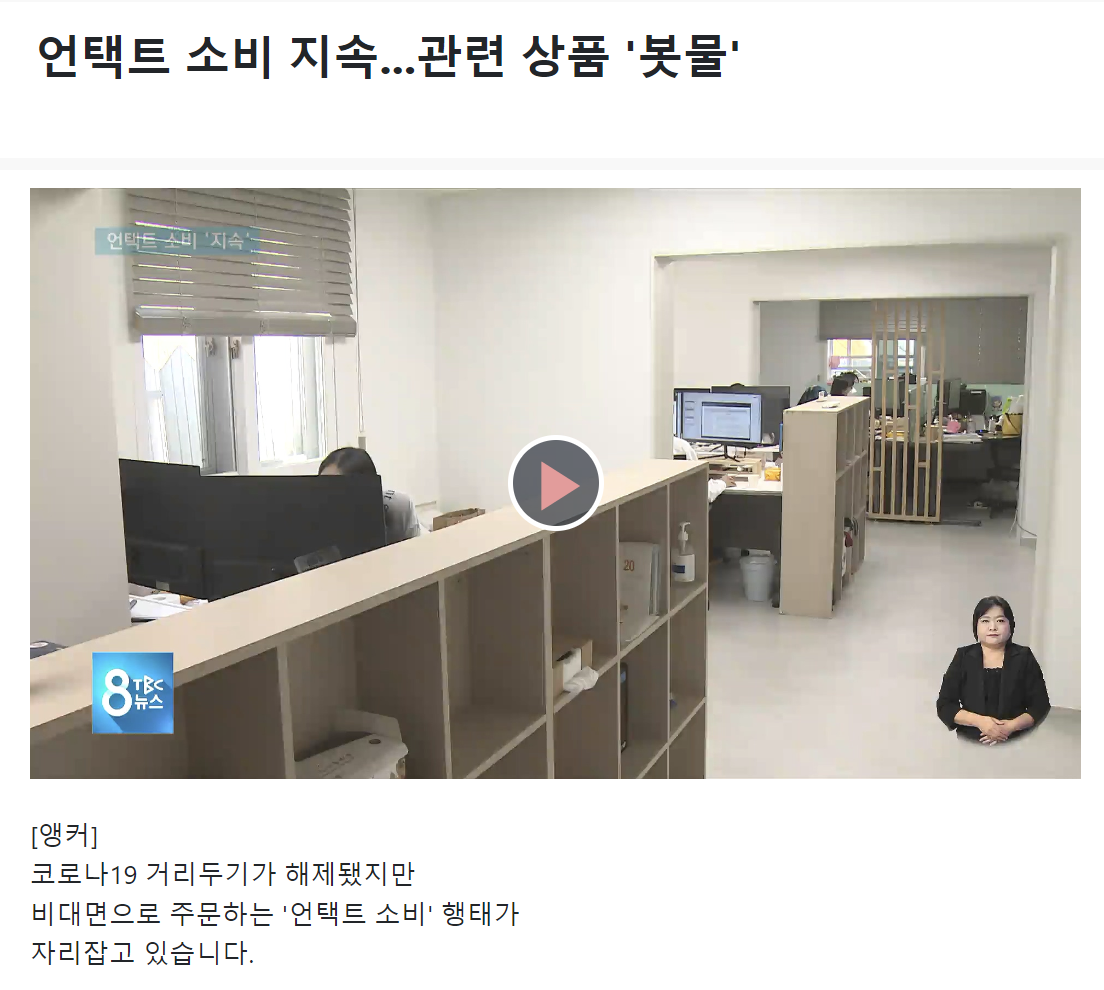 언택트 소비 지속...관련 상품 '봇물'
언택트 소비 '지속'
20
8 TBC
뉴스
[앵커]
코로나19 거리두기가 해제됐지만
비대면으로 주문하는 '언택트 소비' 행태가
자리잡고 있습니다.